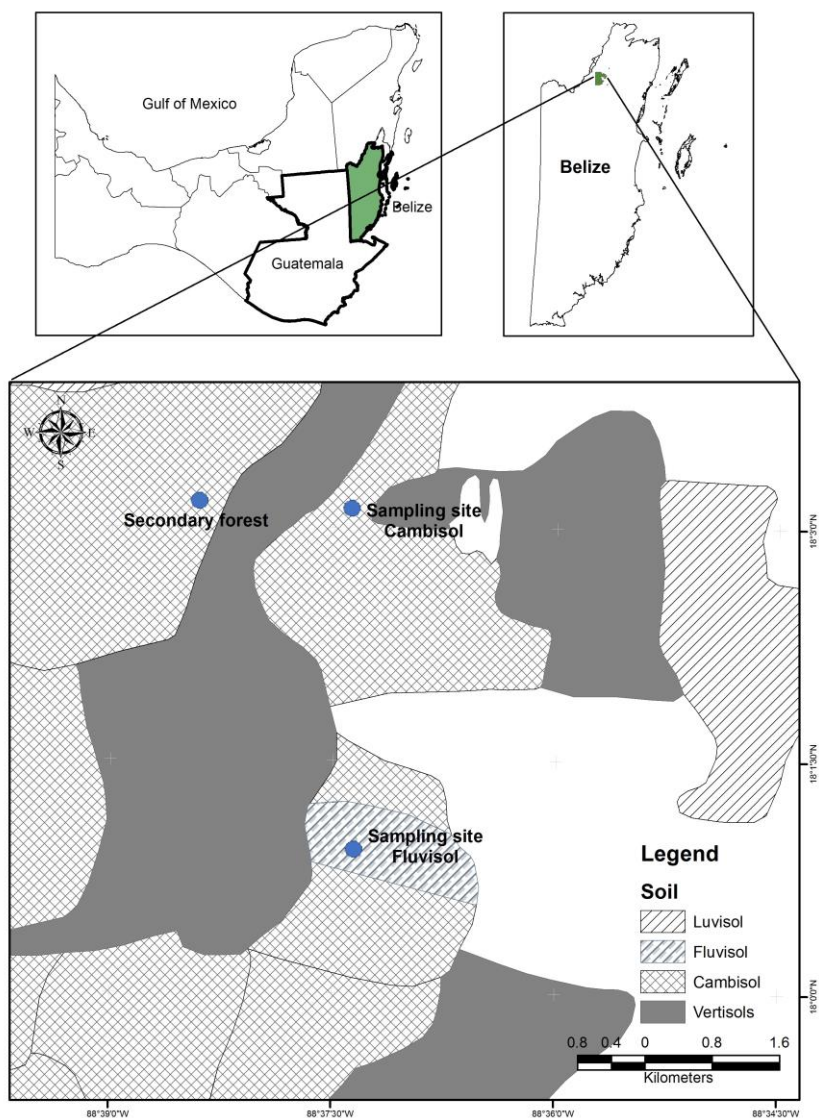 Gulf of Mexico
Belize
Guatemala
Belize
N
W E
S
Secondary forest
Sampling site
Cambisol
18°3'0"N
18°1'30"N
Sampling site
Fluvisol
Legend
Soil
Luvisol
Fluvisol
Cambisol
Vertisols
18°0'0"N
0.8 0.4 0 0.8 1.6
Kilometers
88°39'0"W 88°37'30"W 88°36'0"W 88°34'30"W